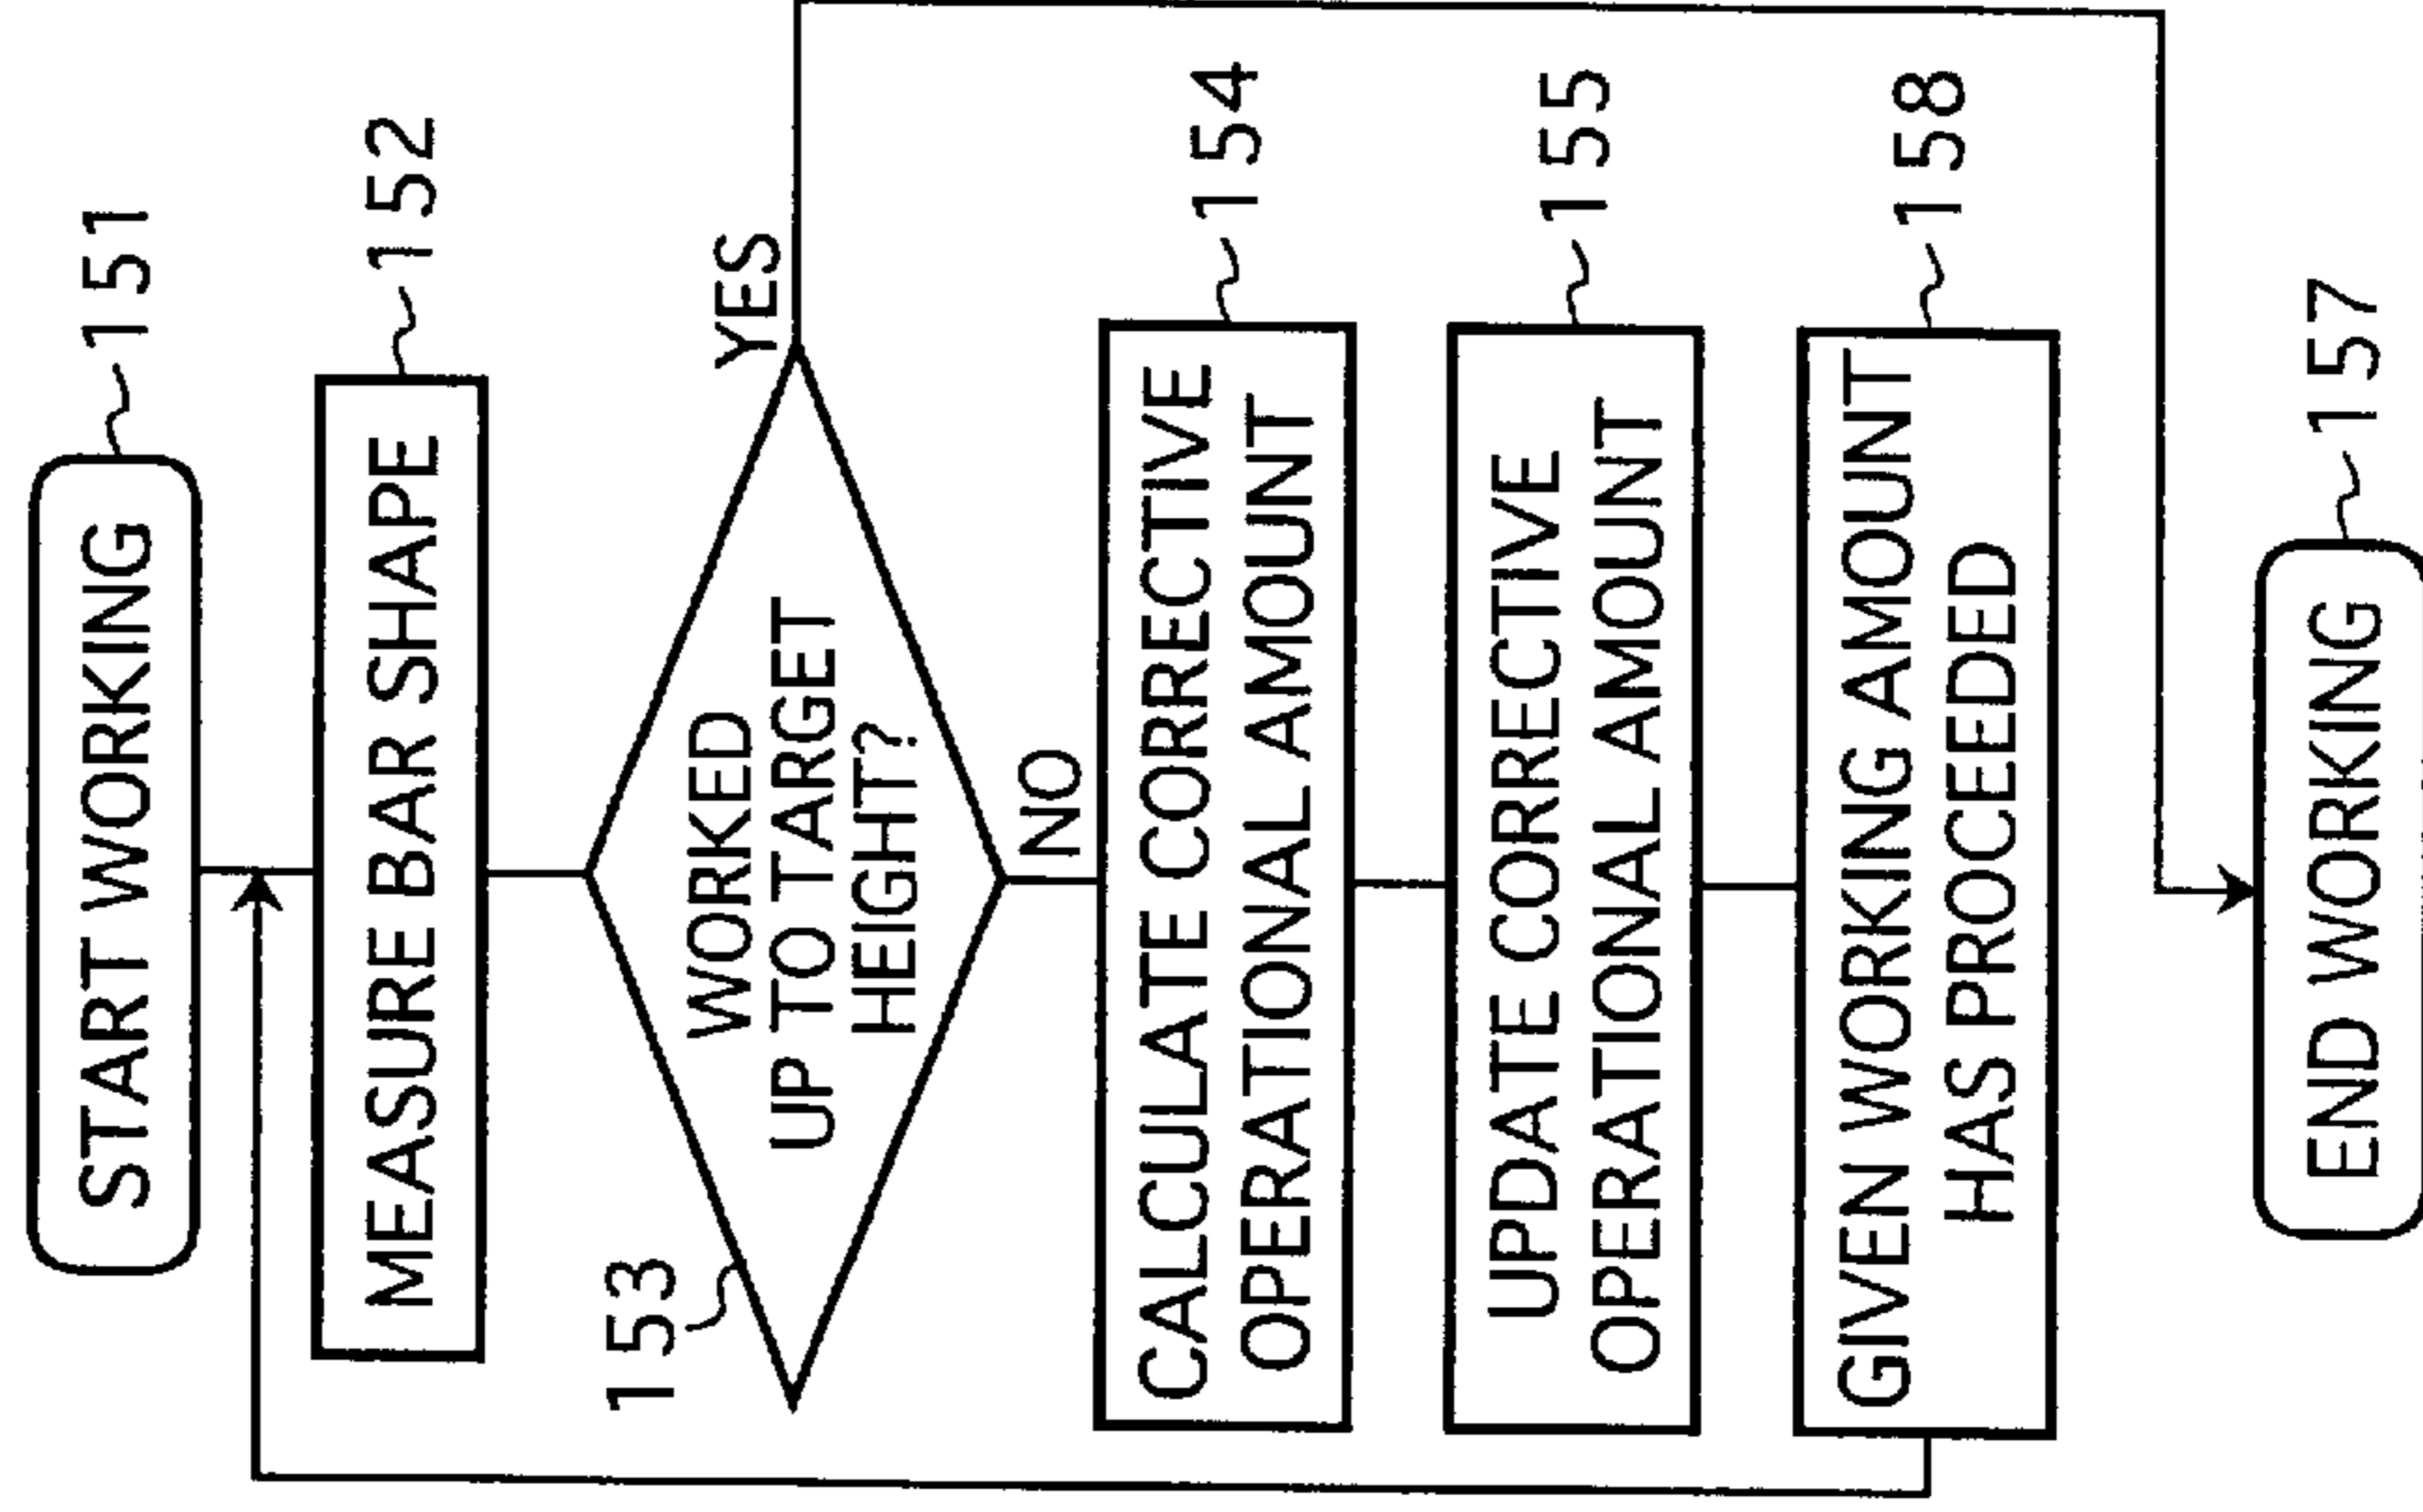 START WORKING
151
MEASURE BAR SHAPE
152
153
WORKED
UP TO TARGET
HEIGHT?
YES
NO
CALCULATE CORRECTIVE
OPERATIONAL AMOUNT
154
UPDATE CORRECTIVE
OPERATIONAL AMOUNT
155
GIVEN WORKING AMOUNT
HAS PROCEEDED
158
END WORKING
157